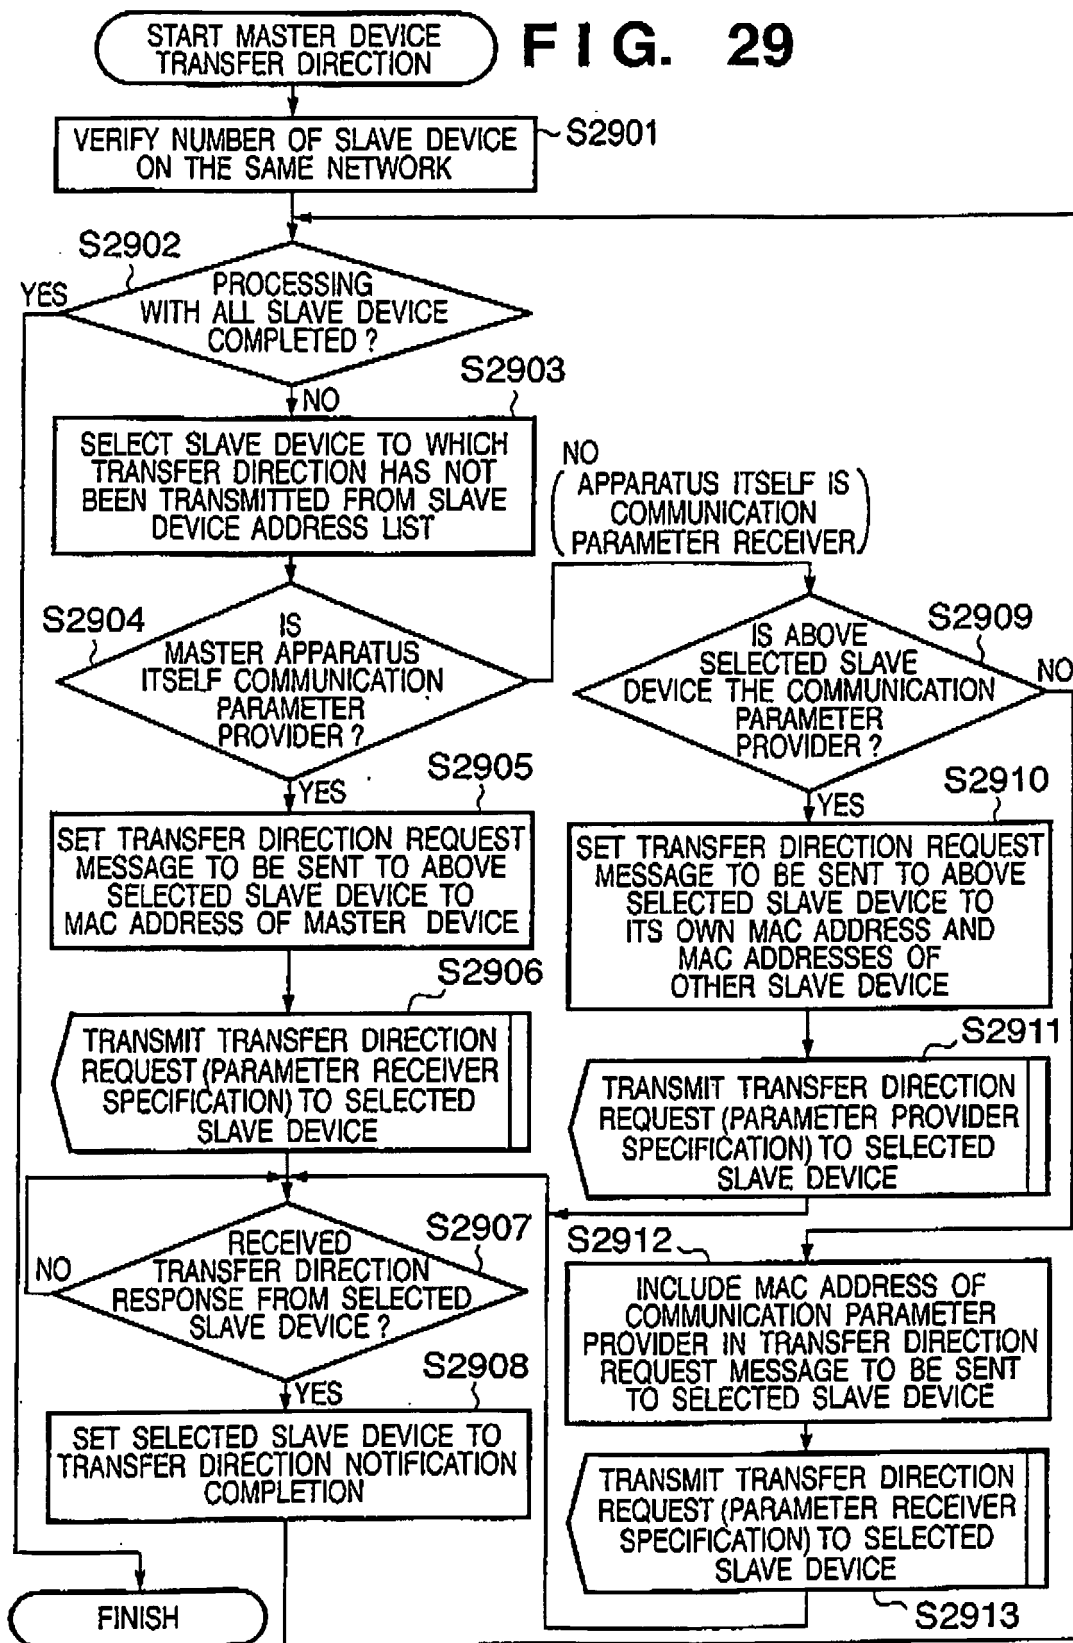 START MASTER DEVICE
TRANSFER DIRECTION
FIG. 29
VERIFY NUMBER OF SLAVE DEVICE
ON THE SAME NETWORK
S2901
S2902
YES
PROCESSING
WITH ALL SLAVE DEVICE
COMPLETED ?
NO
S2903
SELECT SLAVE DEVICE TO WHICH
TRANSFER DIRECTION HAS NOT
BEEN TRANSMITTED FROM SLAVE
DEVICE ADDRESS LIST
NO
( APPARATUS ITSELF IS
COMMUNICATION
PARAMETER RECEIVER )
S2904
IS
MASTER APPARATUS
ITSELF COMMUNICATION
PARAMETER
PROVIDER ?
YES
S2905
SET TRANSFER DIRECTION REQUEST
MESSAGE TO BE SENT TO ABOVE
SELECTED SLAVE DEVICE TO
MAC ADDRESS OF MASTER DEVICE
S2906
TRANSMIT TRANSFER DIRECTION
REQUEST (PARAMETER RECEIVER
SPECIFICATION) TO SELECTED
SLAVE DEVICE
S2907
RECEIVED
TRANSFER DIRECTION
RESPONSE FROM SELECTED
SLAVE DEVICE ?
NO
YES
S2908
SET SELECTED SLAVE DEVICE TO
TRANSFER DIRECTION NOTIFICATION
COMPLETION
FINISH
S2909
IS ABOVE
SELECTED SLAVE
DEVICE THE COMMUNICATION
PARAMETER
PROVIDER ?
NO
YES
S2910
SET TRANSFER DIRECTION REQUEST
MESSAGE TO BE SENT TO ABOVE
SELECTED SLAVE DEVICE TO
ITS OWN MAC ADDRESS AND
MAC ADDRESSES OF
OTHER SLAVE DEVICE
S2911
TRANSMIT TRANSFER DIRECTION
REQUEST (PARAMETER PROVIDER
SPECIFICATION) TO SELECTED
SLAVE DEVICE
S2912
INCLUDE MAC ADDRESS OF
COMMUNICATION PARAMETER
PROVIDER IN TRANSFER DIRECTION
REQUEST MESSAGE TO BE SENT
TO SELECTED SLAVE DEVICE
TRANSMIT TRANSFER DIRECTION
REQUEST (PARAMETER RECEIVER
SPECIFICATION) TO SELECTED
SLAVE DEVICE
S2913